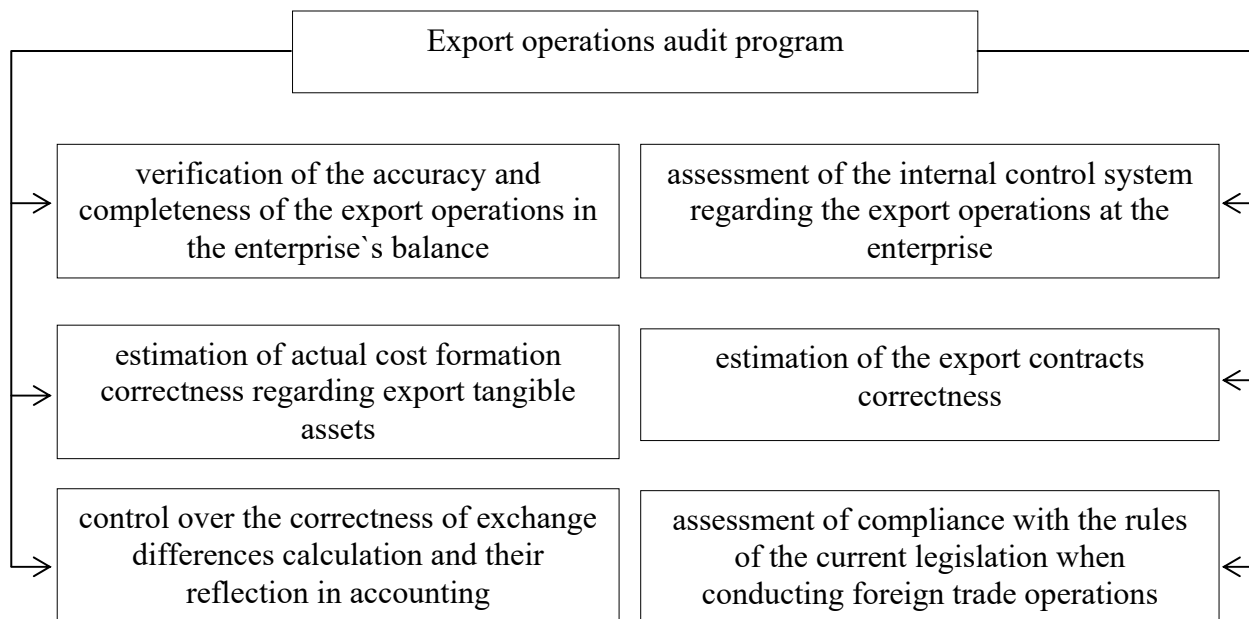 Export operations audit program
verification of the accuracy and
completeness of the export operations in
the enterprise`s balance
assessment of the internal control system
regarding the export operations at the
enterprise
estimation of actual cost formation
correctness regarding export tangible
assets
estimation of the export contracts
correctness
control over the correctness of exchange
differences calculation and their
reflection in accounting
assessment of compliance with the rules
of the current legislation when
conducting foreign trade operations